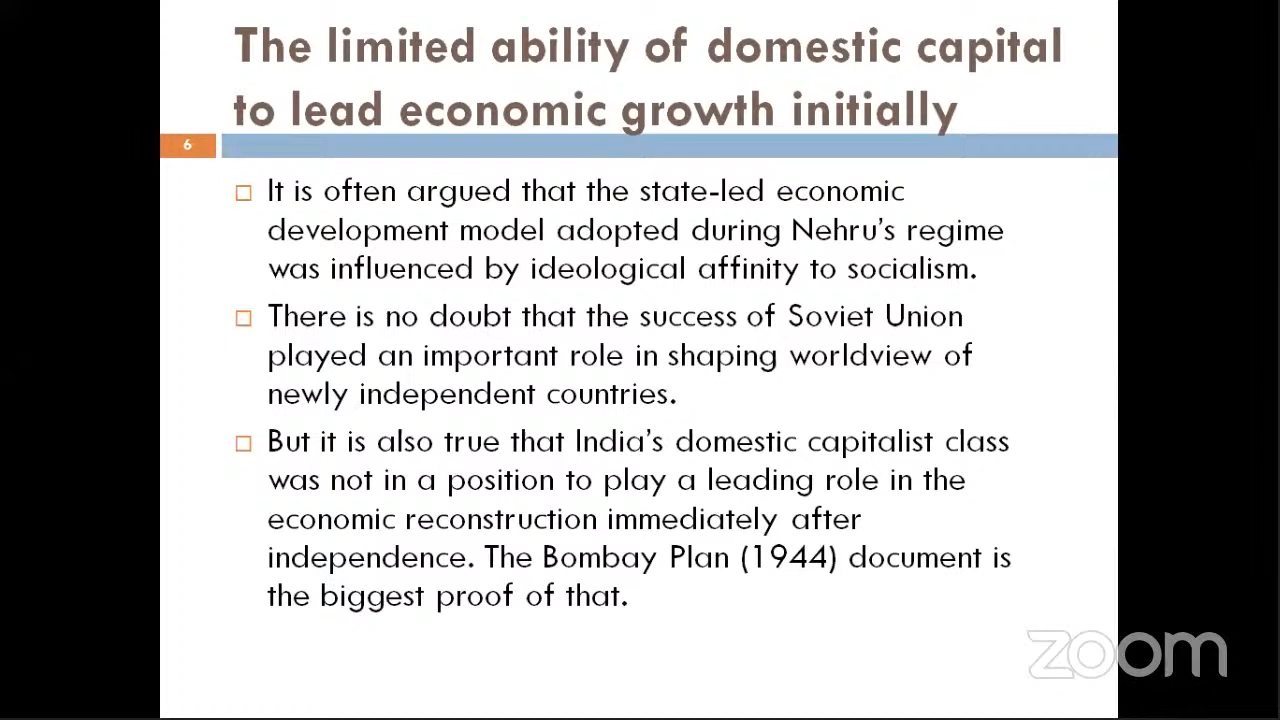 The limited ability of domestic capital
to lead economic growth initially
6
It is often argued that the state-led economic
development model adopted during Nehru's regime
was influenced by ideological affinity to socialism.
There is no doubt that the success of Soviet Union
played an important role in shaping worldview of
newly independent countries.
But it is also true that India's domestic capitalist class
was not in a position to play a leading role in the
economic reconstruction immediately after
independence. The Bombay Plan (1944) document is
the biggest proof of that.
zoom